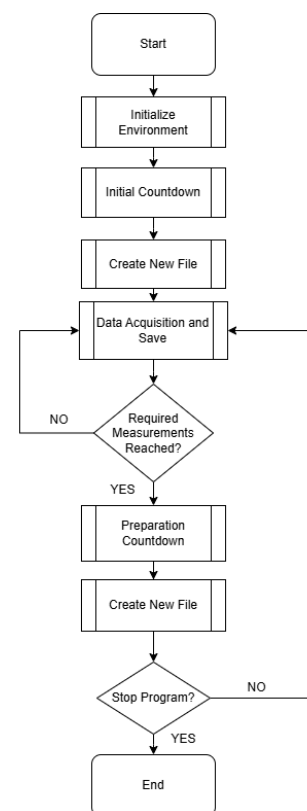 Start
Initialize
Environment
Initial Countdown
Create New File
Data Acquisition and
Save
NO
Required
Measurements
Reached?
YES
Preparation
Countdown
Create New File
Stop Program?
NO
YES
End